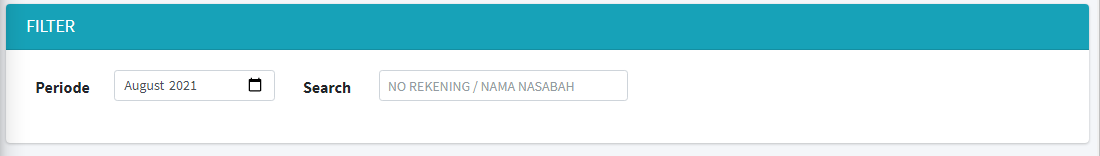 FILTER
Periode August 2021 Search NO REKENING / NAMA NASABAH